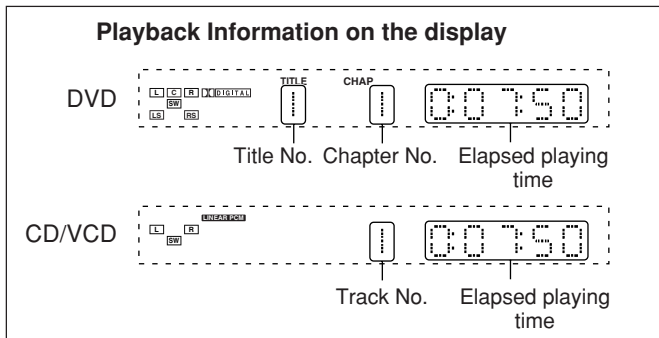 Playback Information on the display
TITLE CHAP
DVD L C R DIGITAL 1 1 0:07:50
SW
LS RS
Title No. Chapter No. Elapsed playing
time
LINEAR PCM
CD/VCD L R 1 0:07:50
SW
Track No. Elapsed playing
time